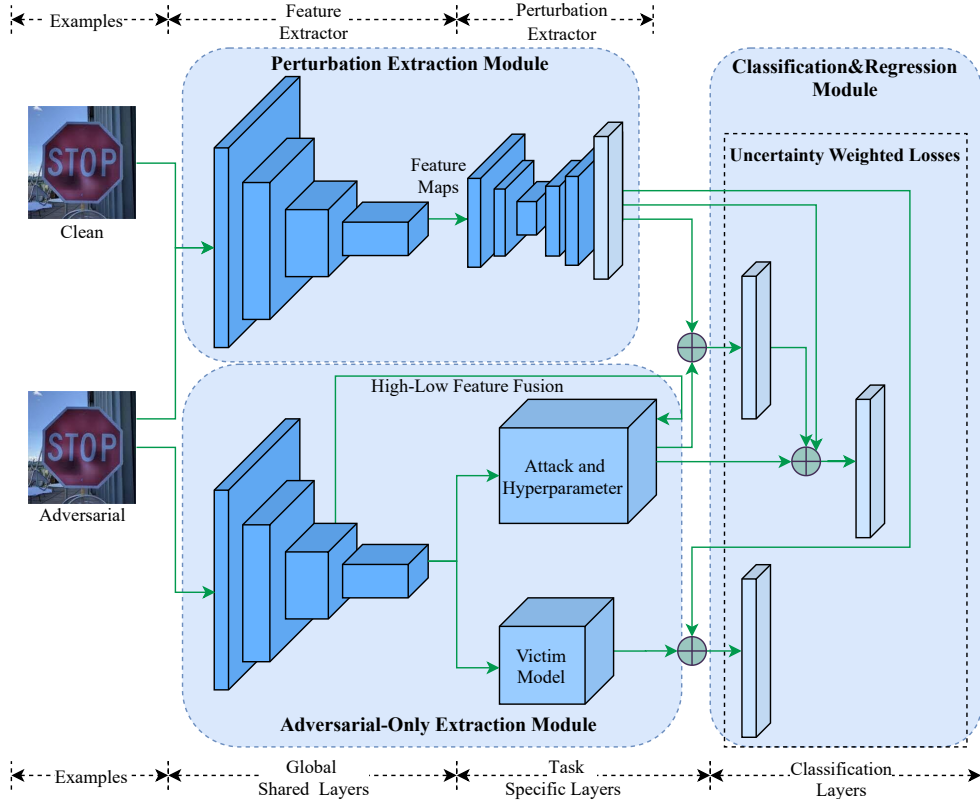 Examples
Feature
Extractor
Perturbation
Extractor
Perturbation Extraction Module
Classification&Regression
Module
STOP
Clean
Feature
Maps
Uncertainty Weighted Losses
High-Low Feature Fusion
STOP
Adversarial
Attack and
Hyperparameter
Victim
Model
Adversarial-Only Extraction Module
Examples
Global
Shared Layers
Task
Specific Layers
Classification
Layers